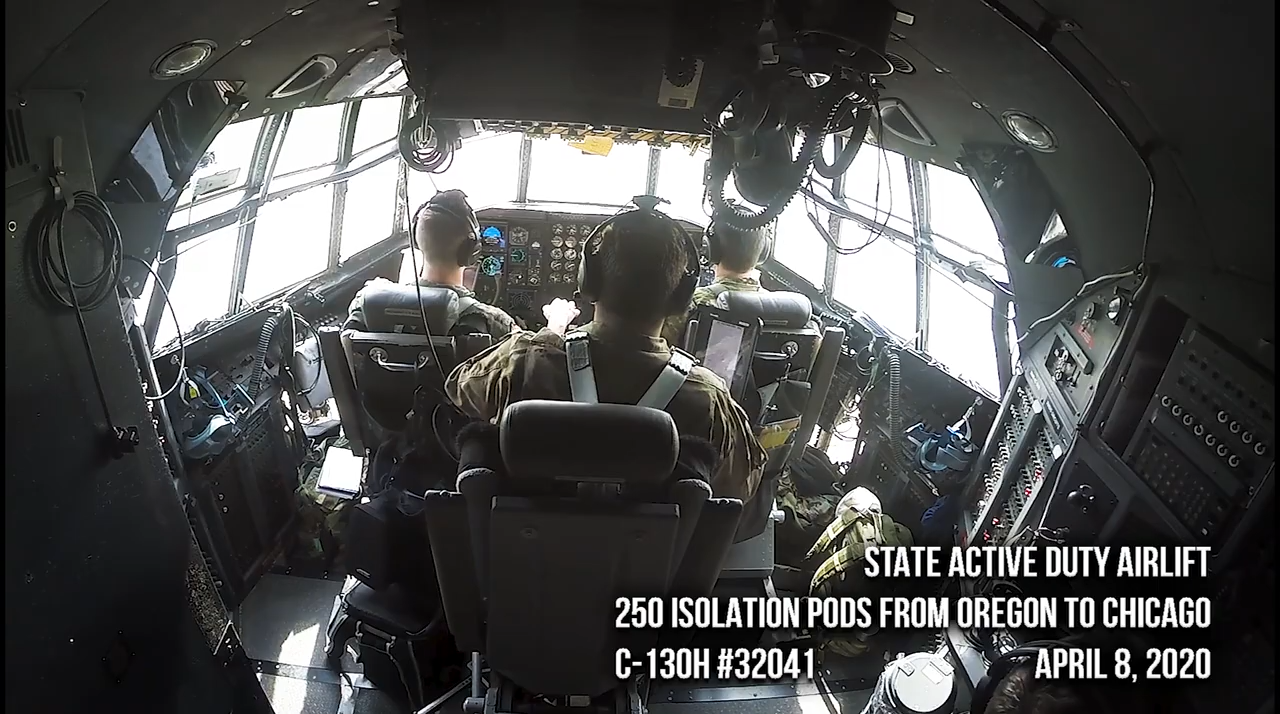 STATE ACTIVE DUTY AIRLIFT
250 ISOLATION PODS FROM OREGON TO CHICAGO
C-130H #32041 APRIL 8, 2020